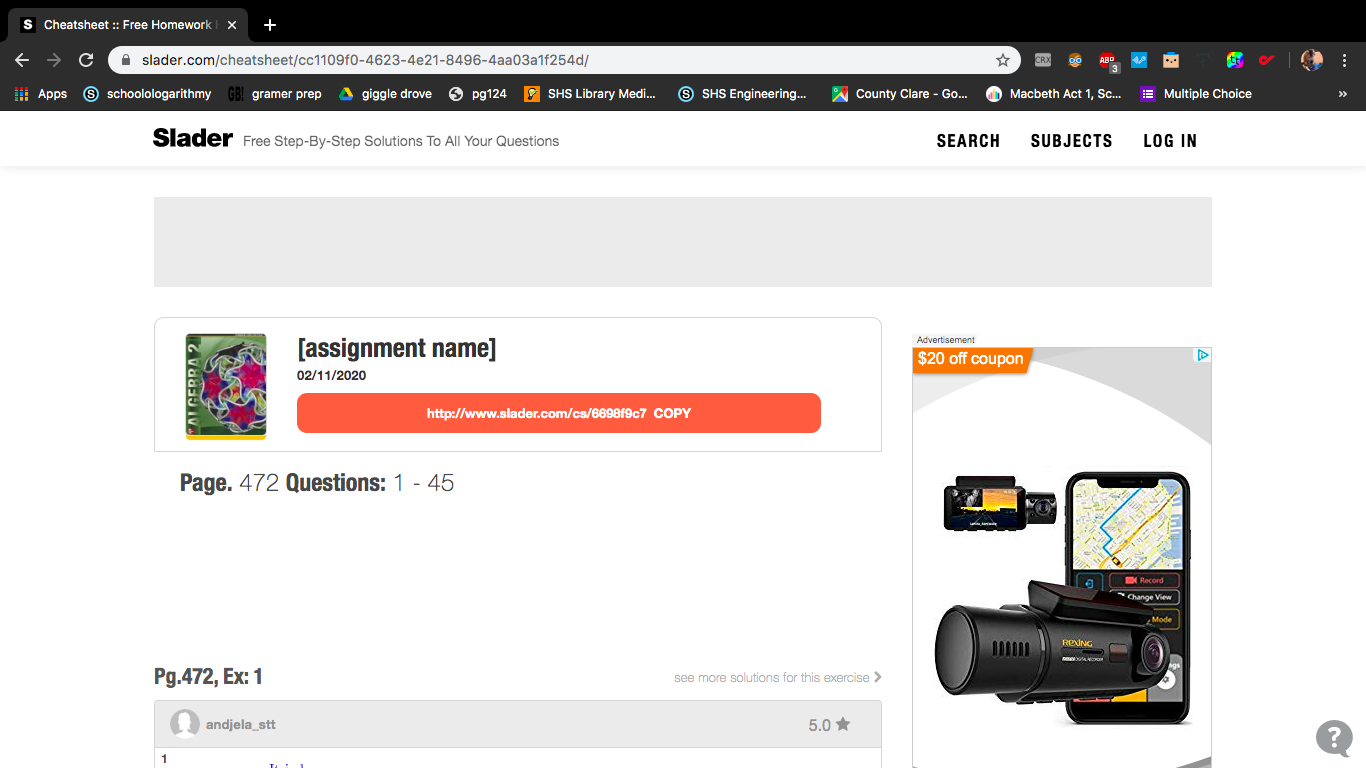 S Cheatsheet :: Free Homework
slader.com/cheatsheet/cc1109f0-4623-4e21-8496-4aa03a1f254d/
CRX
ABP
3
Apps
S schoolologarithmy
GB! gramer prep
giggle drove
pg124
SHS Library Medi...
S SHS Engineering...
County Clare - Go...
Macbeth Act 1, Sc...
Multiple Choice
»
Slader Free Step-By-Step Solutions To All Your Questions
SEARCH SUBJECTS LOG IN
ALGEBRA 2
[assignment name]
02/11/2020
http://www.slader.com/cs/6698f9c7 COPY
Page. 472 Questions: 1 - 45
Pg.472, Ex: 1
see more solutions for this exercise
andjela_stt
5.0
1
Advertisement
$20 off coupon
Record
Change View
Mode
REXING
?